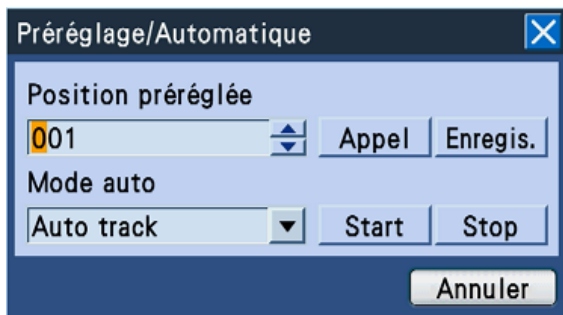 Préréglage/Automatique
Position préréglée
001 Appel Enregis.
Mode auto
Auto track Start Stop
Annuler